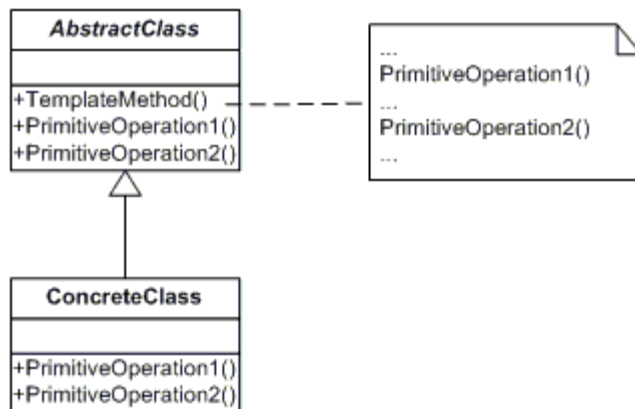 AbstractClass
+TemplateMethod()
+PrimitiveOperation1()
+PrimitiveOperation2()
...
PrimitiveOperation1()
...
PrimitiveOperation2()
...
ConcreteClass
+PrimitiveOperation1()
+PrimitiveOperation2()